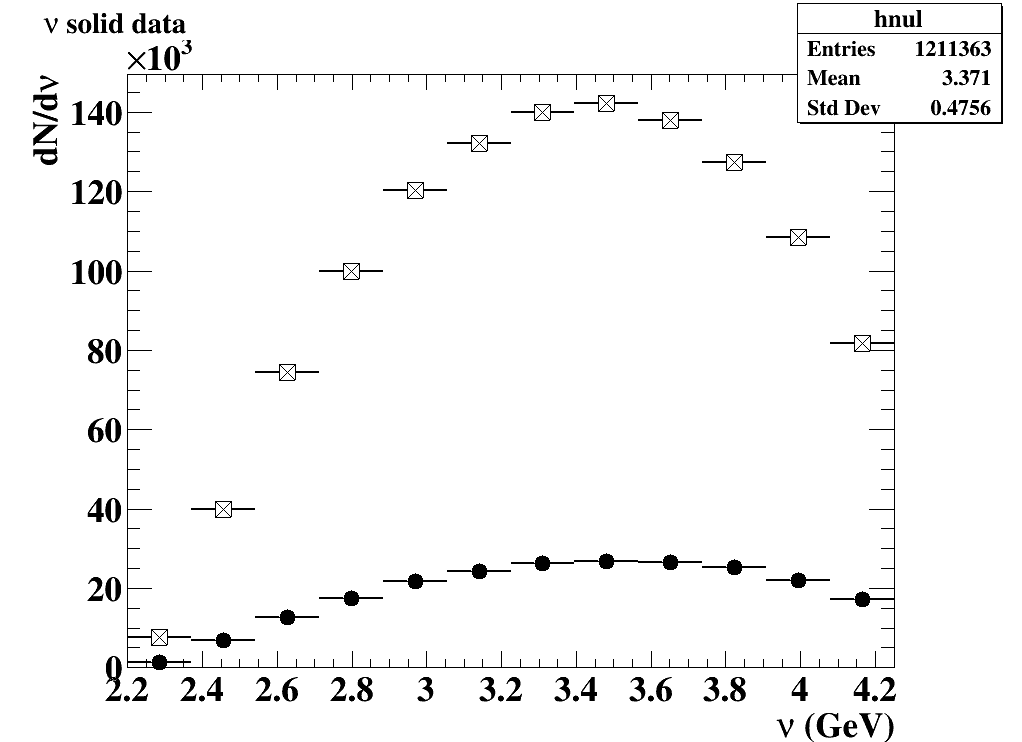 ν solid data
×10³
dN/dν
hnul
Entries 1211363
Mean 3.371
Std Dev 0.4756
140
120
100
80
60
40
20
0
2.2 2.4 2.6 2.8 3 3.2 3.4 3.6 3.8 4 4.2
ν (GeV)